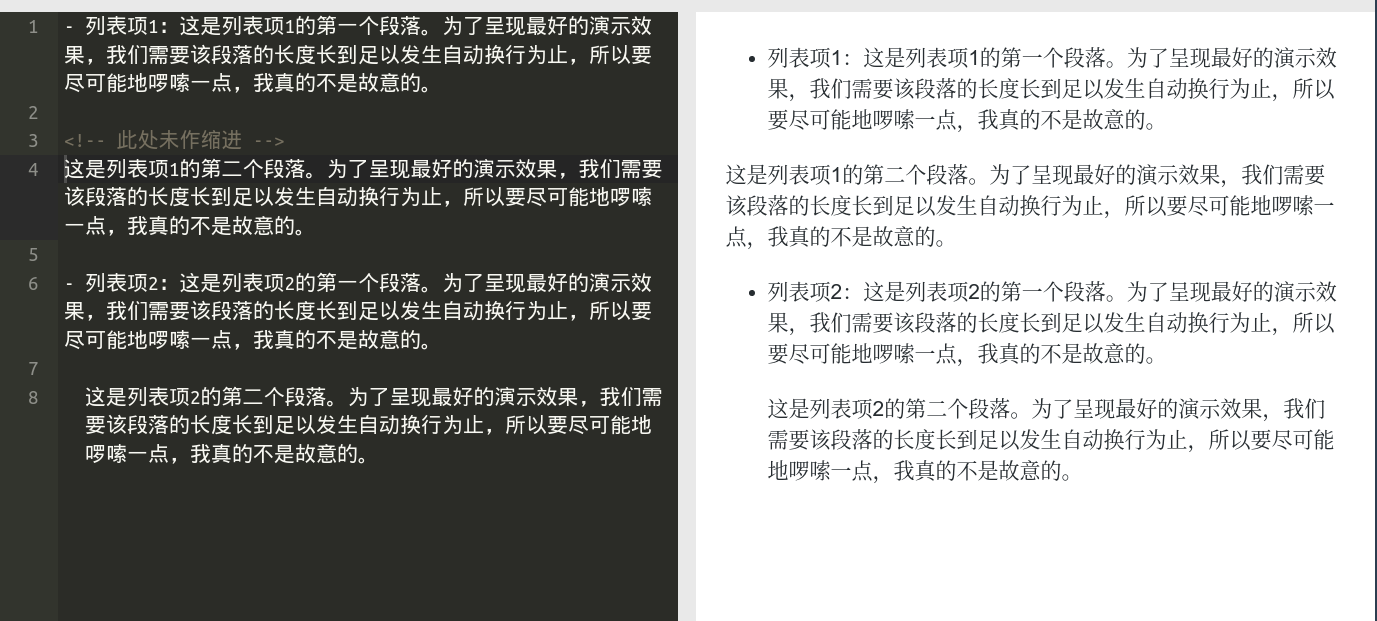 1 - 列表项1：这是列表项1的第一个段落。为了呈现最好的演示效
果，我们需要该段落的长度长到足以发生自动换行为止，所以要
尽可能地啰嗦一点，我真的不是故意的。
2
3 <!-- 此处未作缩进 -->
4 这是列表项1的第二个段落。为了呈现最好的演示效果，我们需要
该段落的长度长到足以发生自动换行为止，所以要尽可能地啰嗦
一点，我真的不是故意的。
5
6 - 列表项2：这是列表项2的第一个段落。为了呈现最好的演示效
果，我们需要该段落的长度长到足以发生自动换行为止，所以要
尽可能地啰嗦一点，我真的不是故意的。
7
8 这是列表项2的第二个段落。为了呈现最好的演示效果，我们需
要该段落的长度长到足以发生自动换行为止，所以要尽可能地
啰嗦一点，我真的不是故意的。
• 列表项1：这是列表项1的第一个段落。为了呈现最好的演示效
果，我们需要该段落的长度长到足以发生自动换行为止，所以
要尽可能地啰嗦一点，我真的不是故意的。
这是列表项1的第二个段落。为了呈现最好的演示效果，我们需要
该段落的长度长到足以发生自动换行为止，所以要尽可能地啰嗦一
点，我真的不是故意的。
• 列表项2：这是列表项2的第一个段落。为了呈现最好的演示效
果，我们需要该段落的长度长到足以发生自动换行为止，所以
要尽可能地啰嗦一点，我真的不是故意的。
这是列表项2的第二个段落。为了呈现最好的演示效果，我们
需要该段落的长度长到足以发生自动换行为止，所以要尽可能
地啰嗦一点，我真的不是故意的。